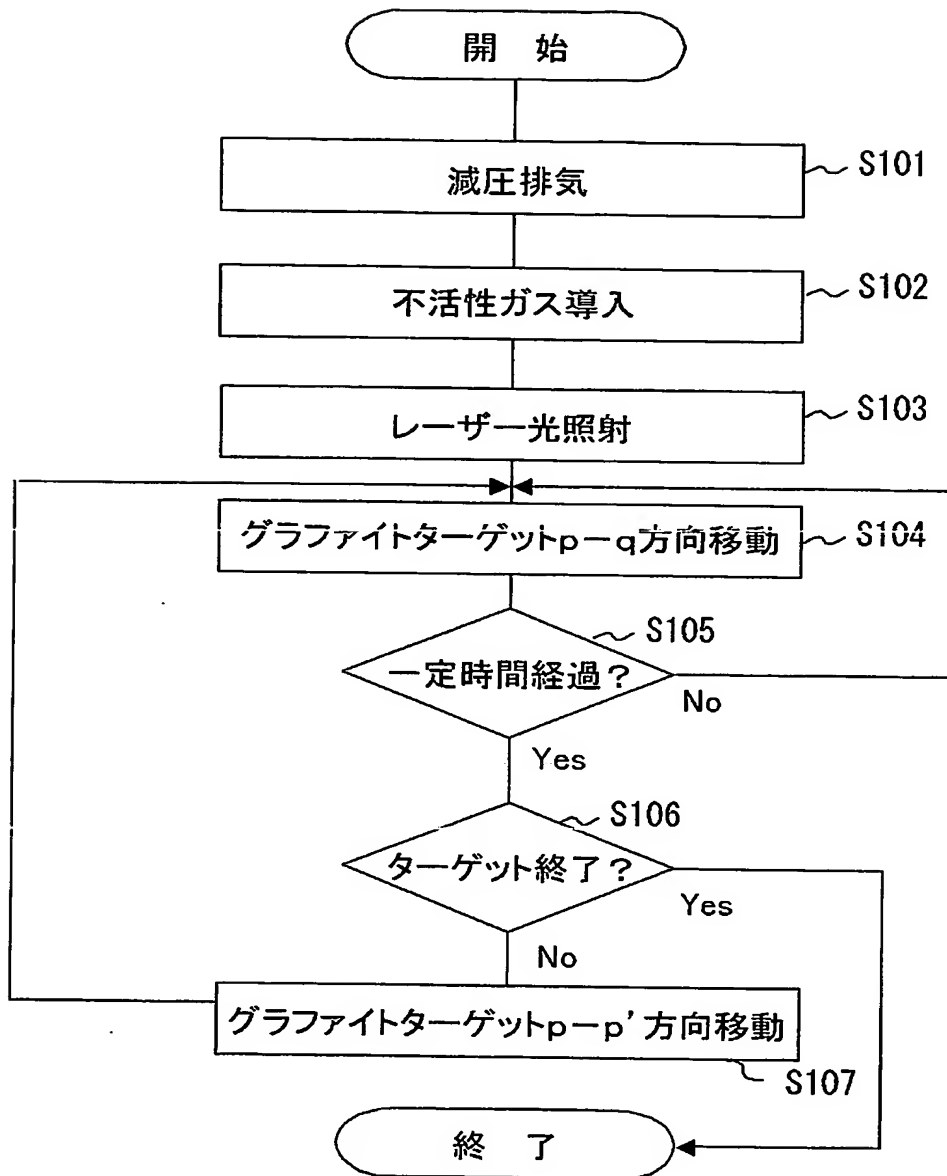 開 始
減圧排気
S101
不活性ガス導入
S102
レーザー光照射
S103
グラファイトターゲットp-q方向移動
S104
一定時間経過?
S105
No
Yes
ターゲット終了?
S106
Yes
No
グラファイトターゲットp-p'方向移動
S107
終 了